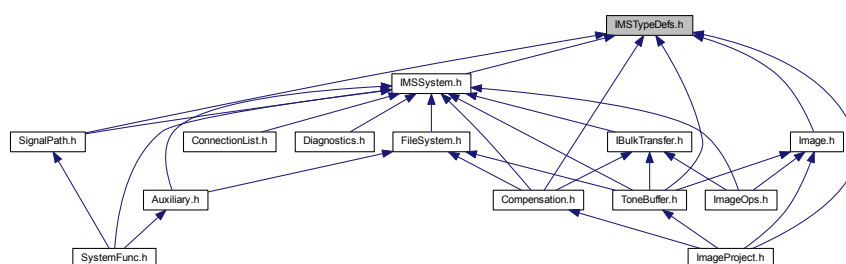 IMSTypeDefs.h
IMSSystem.h
SignalPath.h
ConnectionList.h
Diagnostics.h
FileSystem.h
IBulkTransfer.h
Image.h
Auxiliary.h
Compensation.h
ToneBuffer.h
ImageOps.h
SystemFunc.h
ImageProject.h